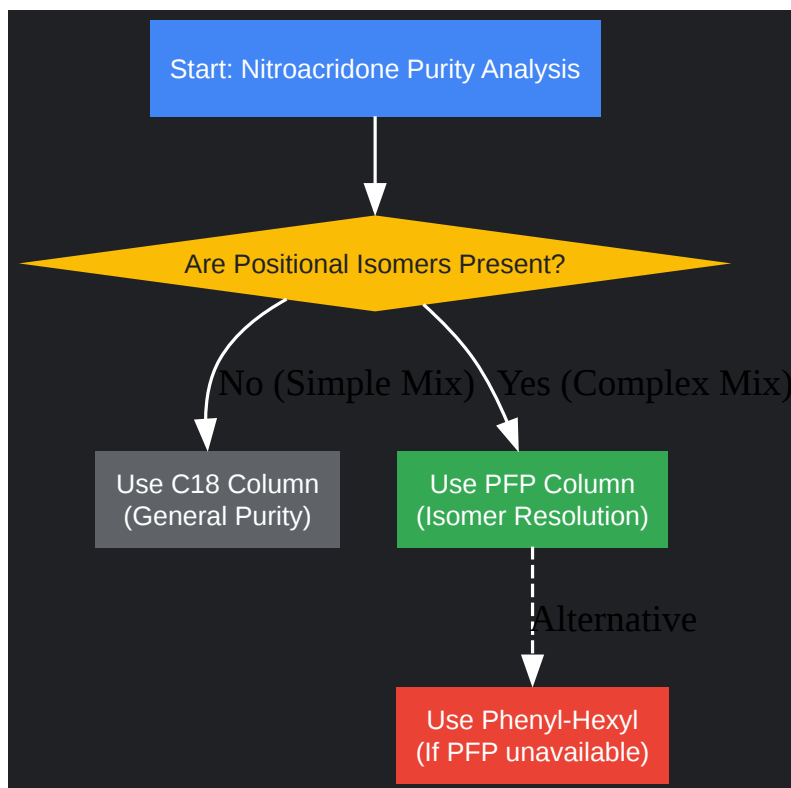 Start: Nitroacridone Purity Analysis
Are Positional Isomers Present?
No (Simple Mix)
Yes (Complex Mix)
Use C18 Column
(General Purity)
Use PFP Column
(Isomer Resolution)
Alternative
Use Phenyl-Hexyl
(If PFP unavailable)